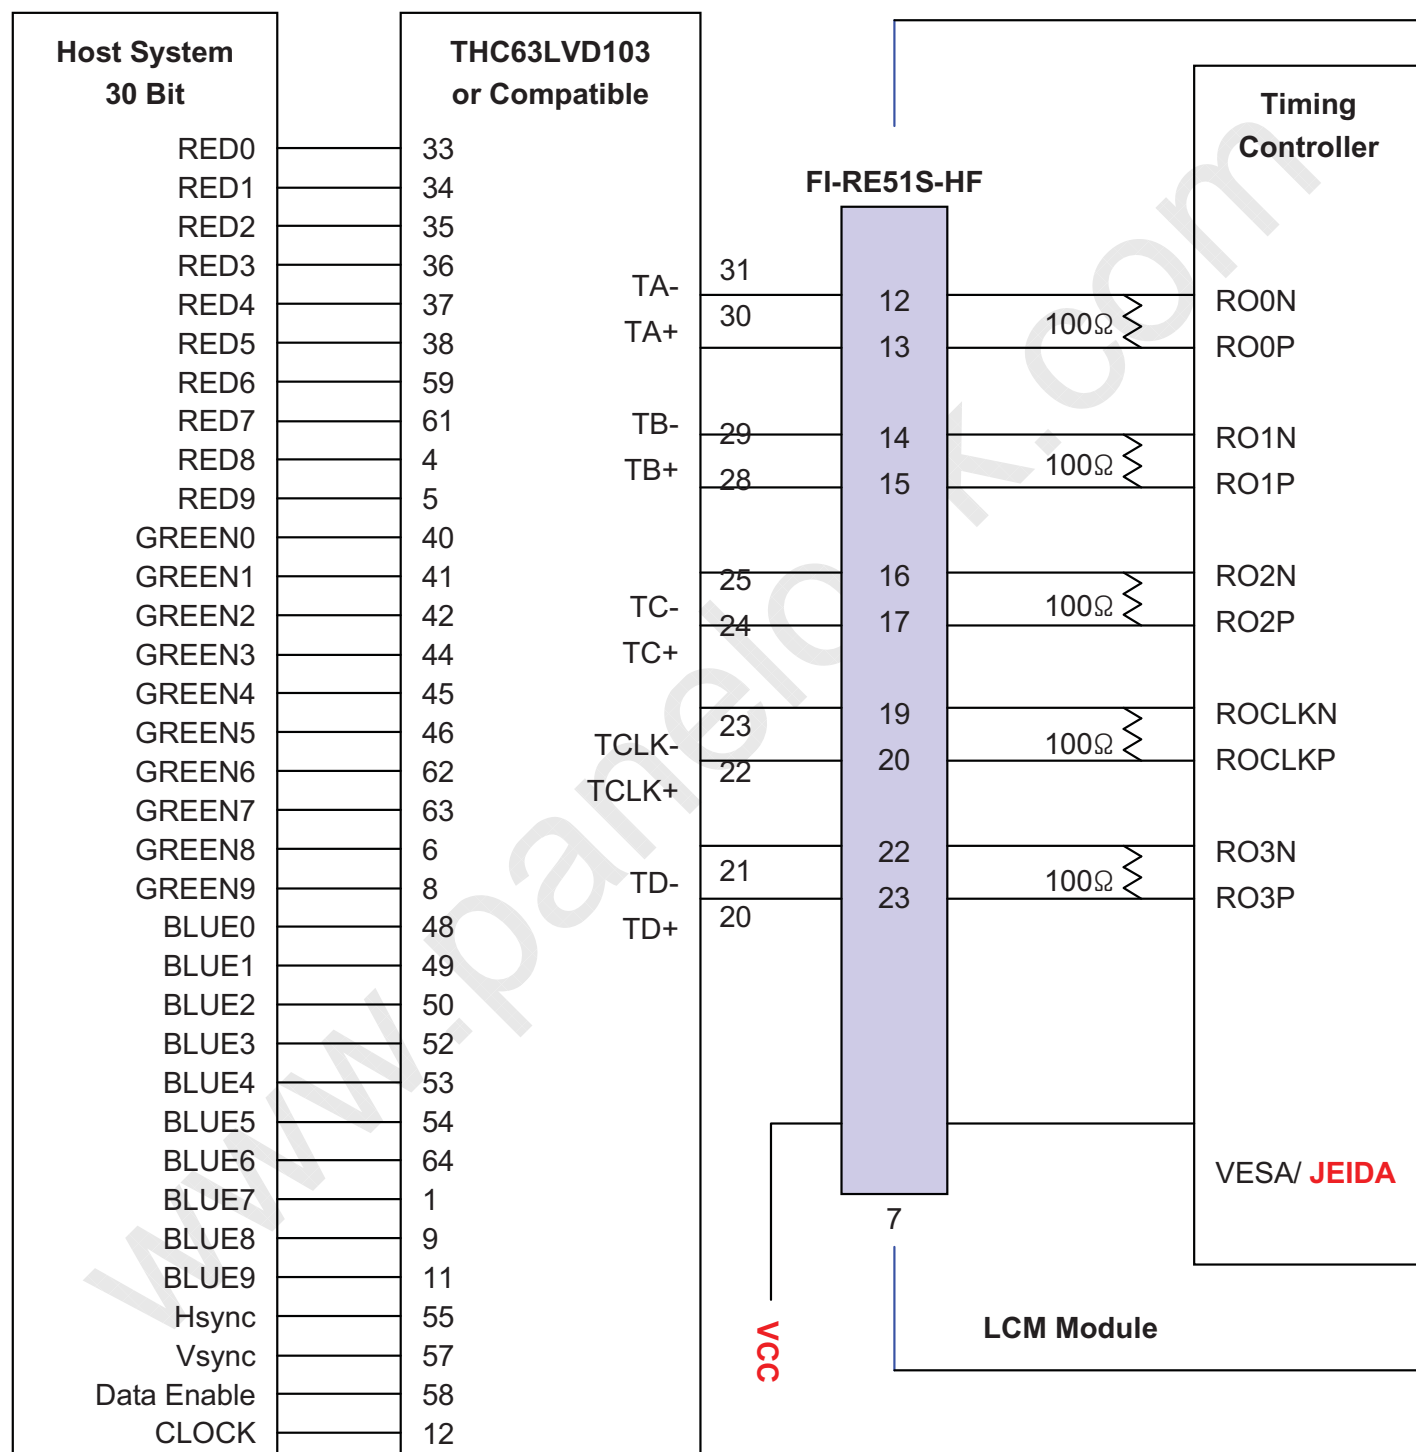 Host System
30 Bit
RED0
RED1
RED2
RED3
RED4
RED5
RED6
RED7
RED8
RED9
GREEN0
GREEN1
GREEN2
GREEN3
GREEN4
GREEN5
GREEN6
GREEN7
GREEN8
GREEN9
BLUE0
BLUE1
BLUE2
BLUE3
BLUE4
BLUE5
BLUE6
BLUE7
BLUE8
BLUE9
Hsync
Vsync
Data Enable
CLOCK
THC63LVD103
or Compatible
33
34
35
36
37
38
59
61
4
5
40
41
42
44
45
46
62
63
6
8
48
49
50
52
53
54
64
1
9
11
55
57
58
12
TA-
TA+
TB-
TB+
TC-
TC+
TCLK-
TCLK+
TD-
TD+
31
30
29
28
25
24
23
22
21
20
VCC
FI-RE51S-HF
12
13
14
15
16
17
19
20
22
23
7
100Ω
100Ω
100Ω
100Ω
100Ω
Timing
Controller
RO0N
RO0P
RO1N
RO1P
RO2N
RO2P
ROCLKN
ROCLKP
RO3N
RO3P
VESA/ JEIDA
LCM Module